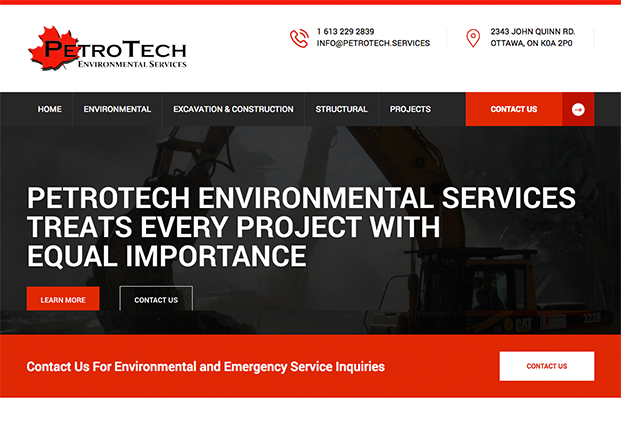 PETROTECH
ENVIRONMENTAL SERVICES
1 613 229 2839
INFO@PETROTECH.SERVICES
2343 JOHN QUINN RD.
OTTAWA, ON K0A 2P0
HOME
ENVIRONMENTAL
EXCAVATION & CONSTRUCTION
STRUCTURAL
PROJECTS
CONTACT US
PETROTECH ENVIRONMENTAL SERVICES
TREATS EVERY PROJECT WITH
EQUAL IMPORTANCE
LEARN MORE
CONTACT US
CAT
322C
Contact Us For Environmental and Emergency Service Inquiries
CONTACT US